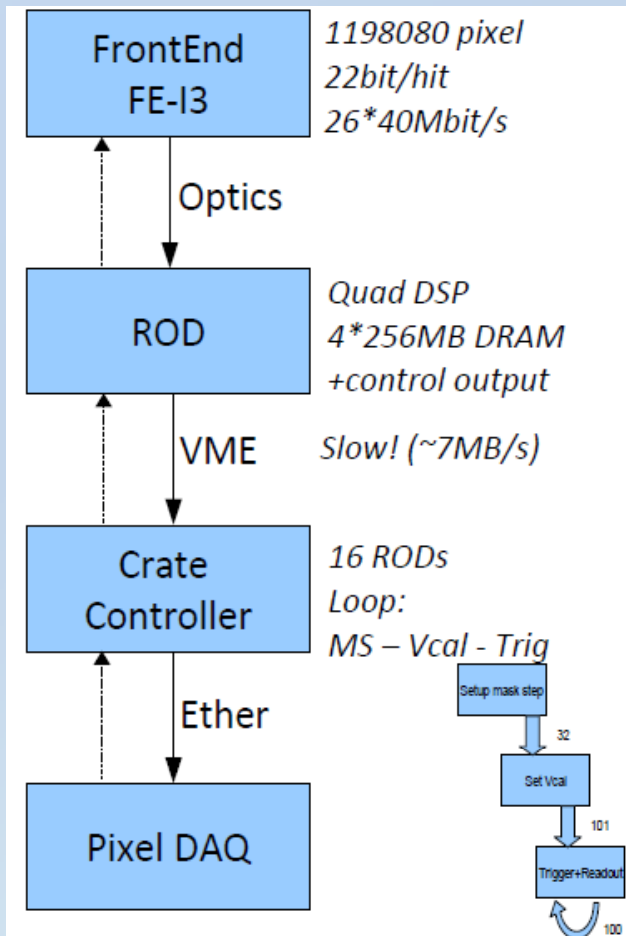 FrontEnd
FE-I3
1198080 pixel
22bit/hit
26*40Mbit/s
Optics
ROD
Quad DSP
4*256MB DRAM
+control output
VME
Slow! (~7MB/s)
Crate
Controller
16 RODs
Loop:
MS – Vcal - Trig
Ether
Pixel DAQ
Setup mask step
32
Set Vcal
101
Trigger+Readout
100